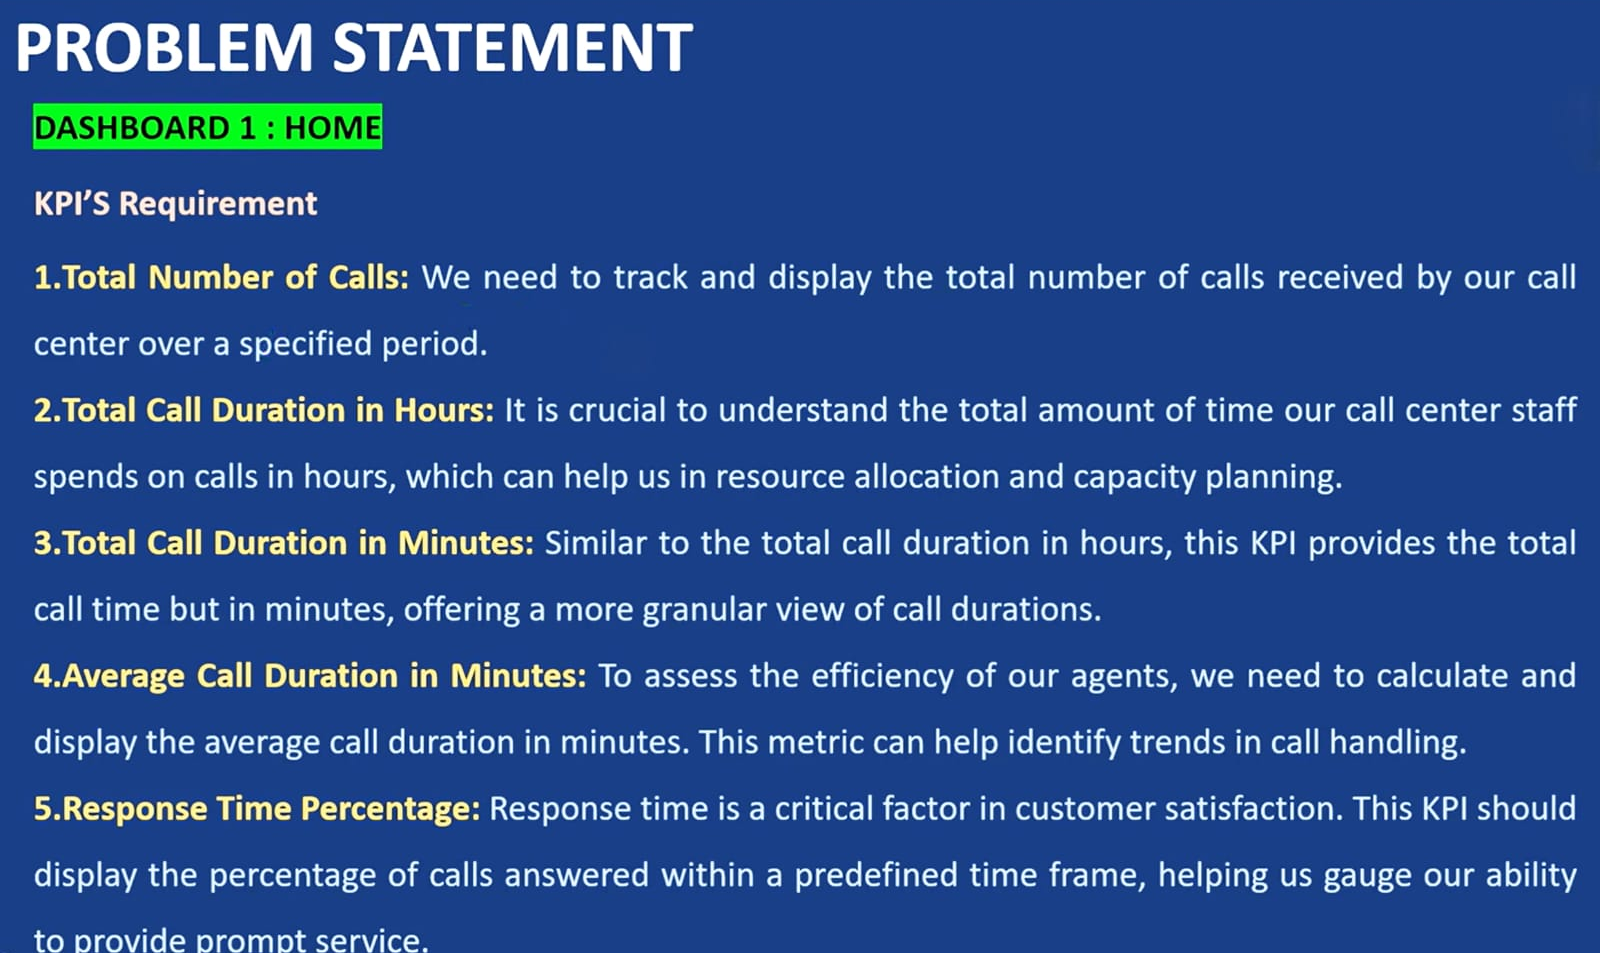 PROBLEM STATEMENT
DASHBOARD 1 : HOME
KPI’S Requirement
1.Total Number of Calls: We need to track and display the total number of calls received by our call
center over a specified period.
2.Total Call Duration in Hours: It is crucial to understand the total amount of time our call center staff
spends on calls in hours, which can help us in resource allocation and capacity planning.
3.Total Call Duration in Minutes: Similar to the total call duration in hours, this KPI provides the total
call time but in minutes, offering a more granular view of call durations.
4.Average Call Duration in Minutes: To assess the efficiency of our agents, we need to calculate and
display the average call duration in minutes. This metric can help identify trends in call handling.
5.Response Time Percentage: Response time is a critical factor in customer satisfaction. This KPI should
display the percentage of calls answered within a predefined time frame, helping us gauge our ability
to provide prompt service.